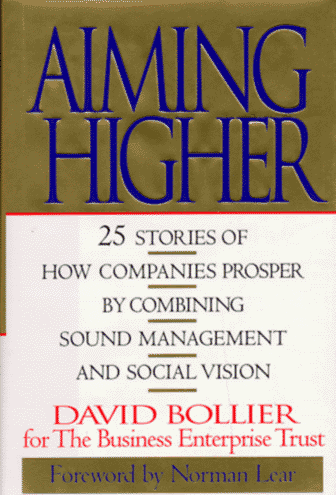 AIMING
HIGHER
25 STORIES OF
HOW COMPANIES PROSPER
BY COMBINING
SOUND MANAGEMENT
AND SOCIAL VISION
DAVID BOLLIER
for The Business Enterprise Trust
Foreword by Norman Lear